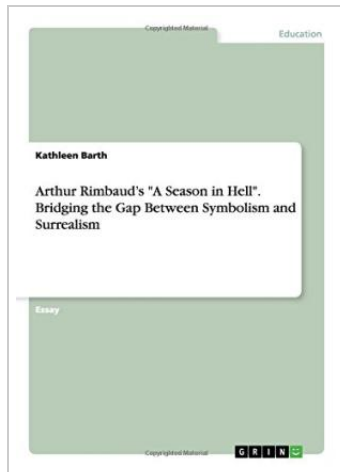 Copyrighted Material
Education
Kathleen Barth
Arthur Rimbaud's "A Season in Hell".
Bridging the Gap Between Symbolism and
Surrealism
Essay
Copyrighted Material
GRIN